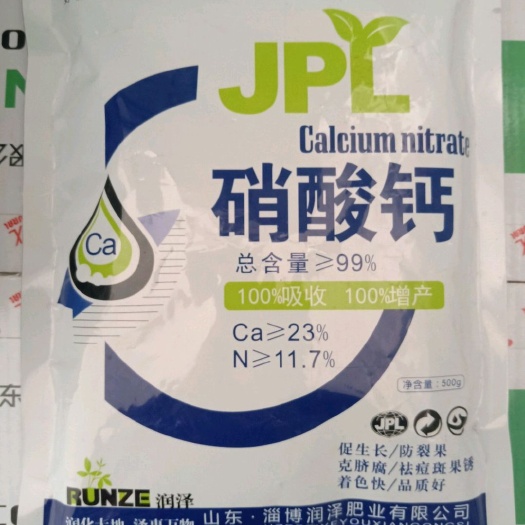 JPL
Calcium nitrate
硝酸钙
Ca
总含量≥99%
100%吸收 100%增产
Ca≥23%
N≥11.7%
净含量：500g
JPL
促生长/防裂果
克脐腐/祛痘斑果锈
着色快/品质好
RUNZE 润泽
山东·淄博润泽肥业有限公司